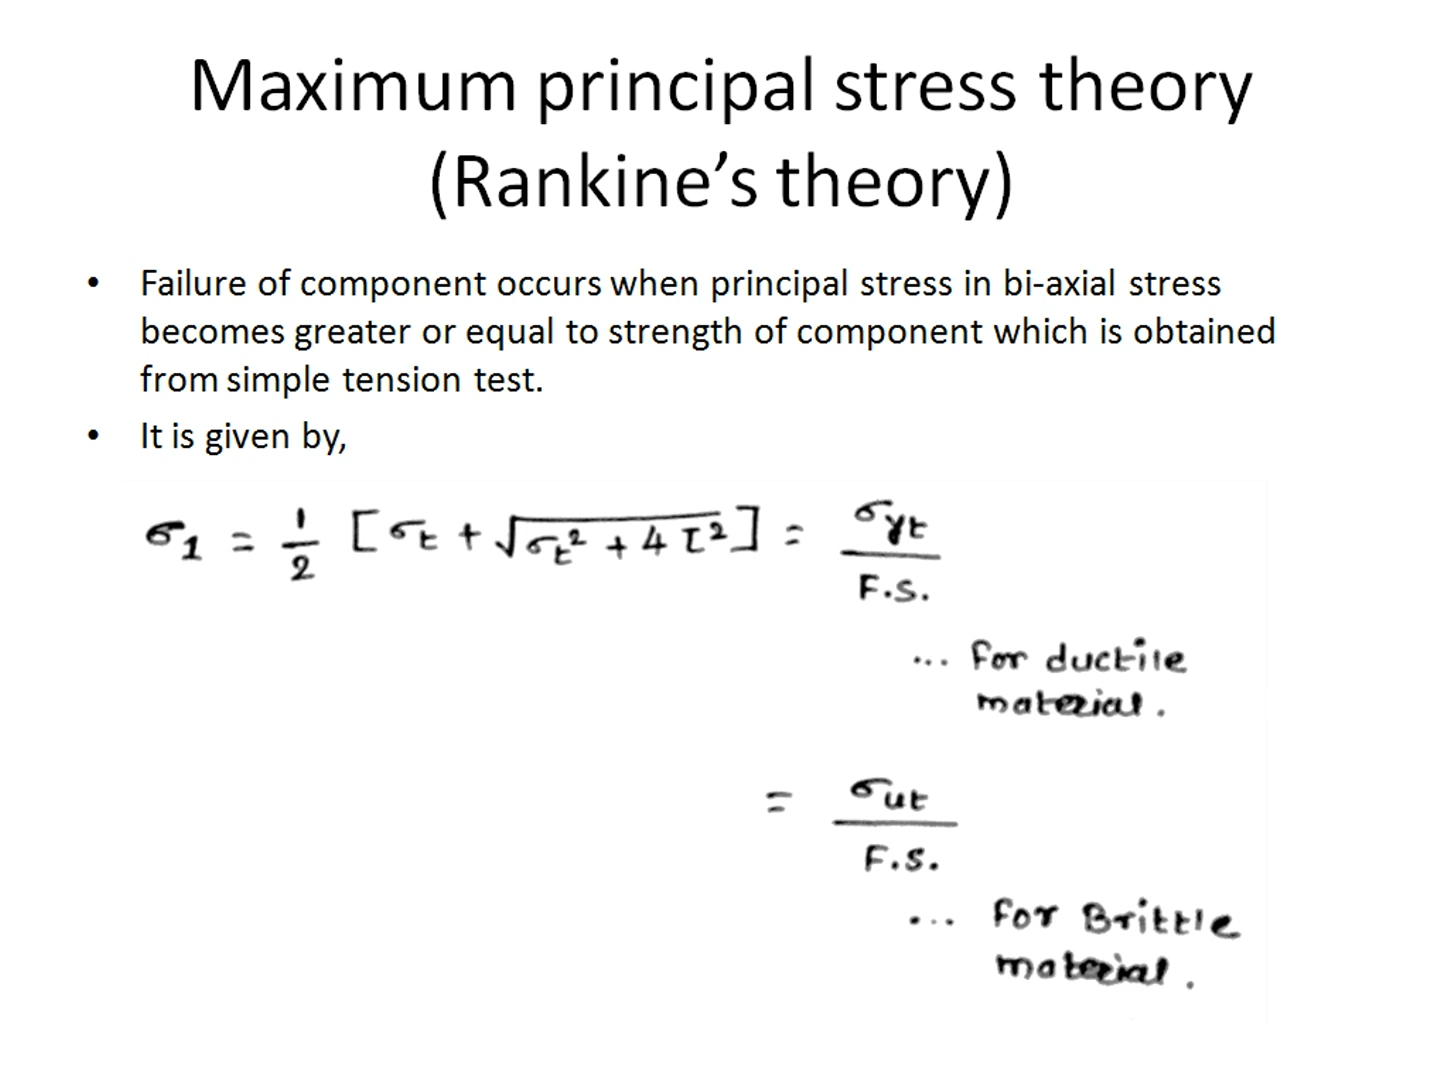 Maximum principal stress theory
(Rankine’s theory)
• Failure of component occurs when principal stress in bi-axial stress
becomes greater or equal to strength of component which is obtained
from simple tension test.
• It is given by,
σ1 = 1/2 [σt + √(σt² + 4τ²)] = σyt / F.S.
... For ductile
material.
= σut / F.S.
... For Brittle
material.